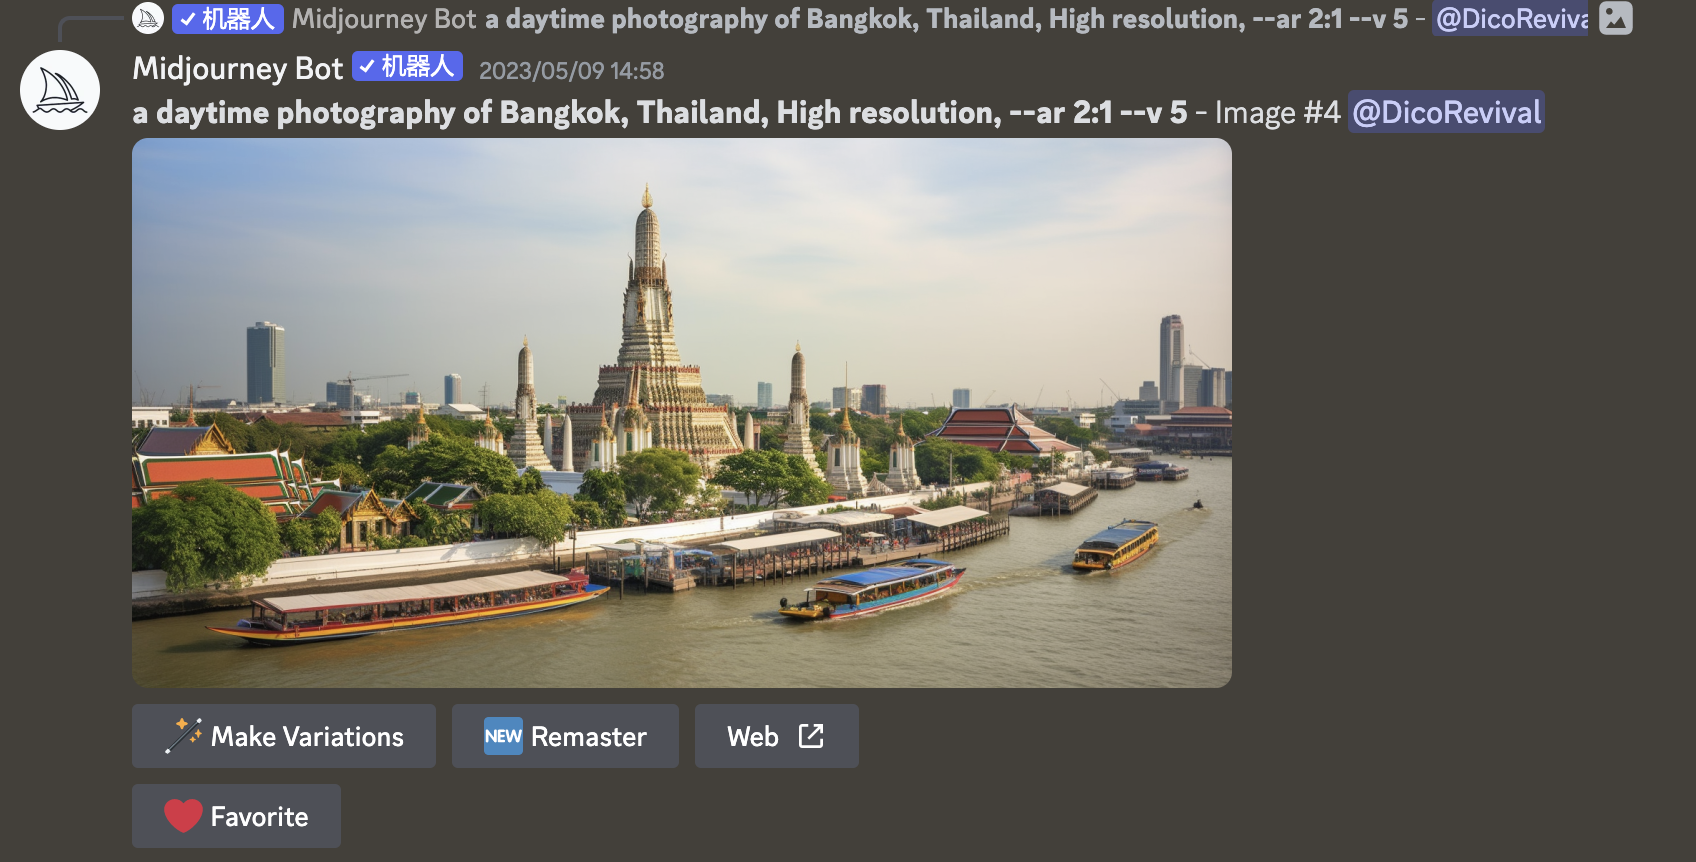 ✓ 机器人 Midjourney Bot a daytime photography of Bangkok, Thailand, High resolution, --ar 2:1 --v 5 - @DicoReviva
Midjourney Bot ✓ 机器人 2023/05/09 14:58
a daytime photography of Bangkok, Thailand, High resolution, --ar 2:1 --v 5 - Image #4 @DicoRevival
Make Variations NEW Remaster Web
Favorite